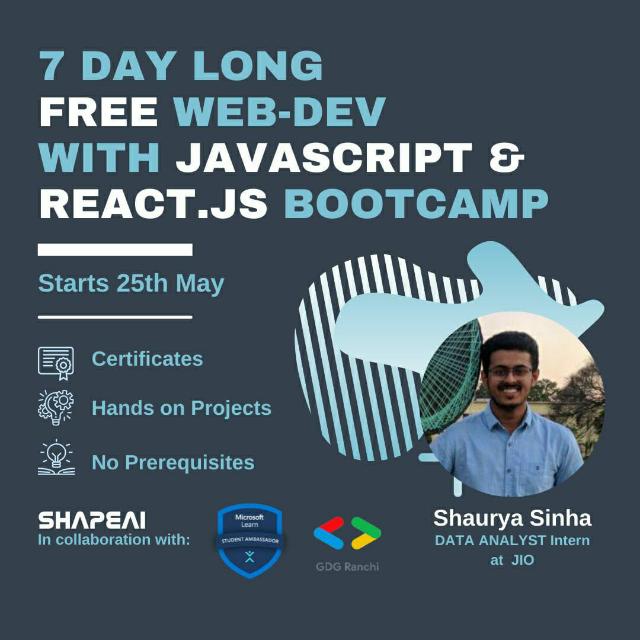 7 DAY LONG
FREE WEB-DEV
WITH JAVASCRIPT &
REACT.JS BOOTCAMP
Starts 25th May
Certificates
Hands on Projects
No Prerequisites
SHAPEAI
In collaboration with:
Microsoft
Learn
STUDENT AMBASSADOR
GDG Ranchi
Shaurya Sinha
DATA ANALYST Intern
at JIO